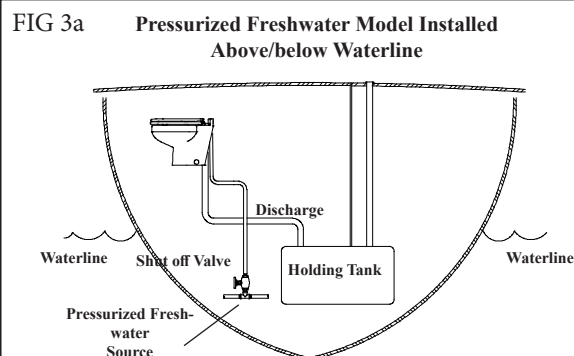 FIG 3a
Pressurized Freshwater Model Installed
Above/below Waterline
Discharge
Waterline
Shut off Valve
Holding Tank
Waterline
Pressurized Fresh-
water
Source